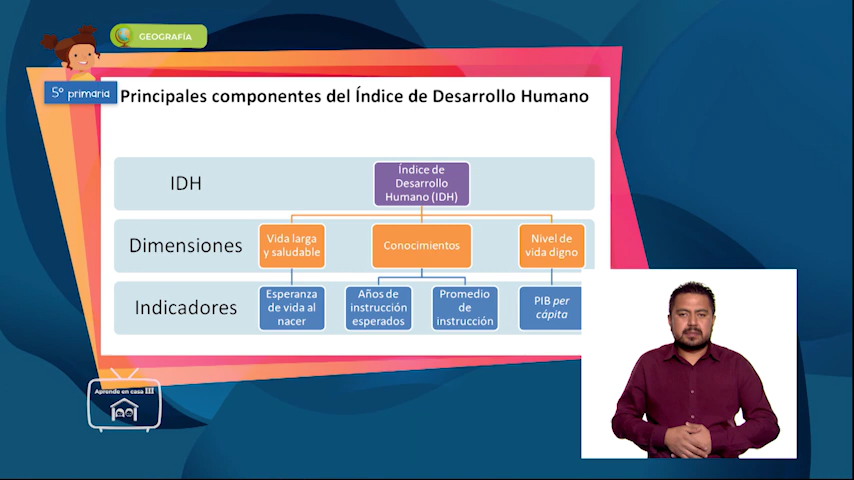 GEOGRAFÍA
5° primaria
Principales componentes del Índice de Desarrollo Humano
IDH
Índice de
Desarrollo
Humano (IDH)
Dimensiones
Vida larga
y saludable
Conocimientos
Nivel de
vida digno
Indicadores
Esperanza
de vida al
nacer
Años de
instrucción
esperados
Promedio
de
instrucción
PIB per
cápita
Aprende en casa III